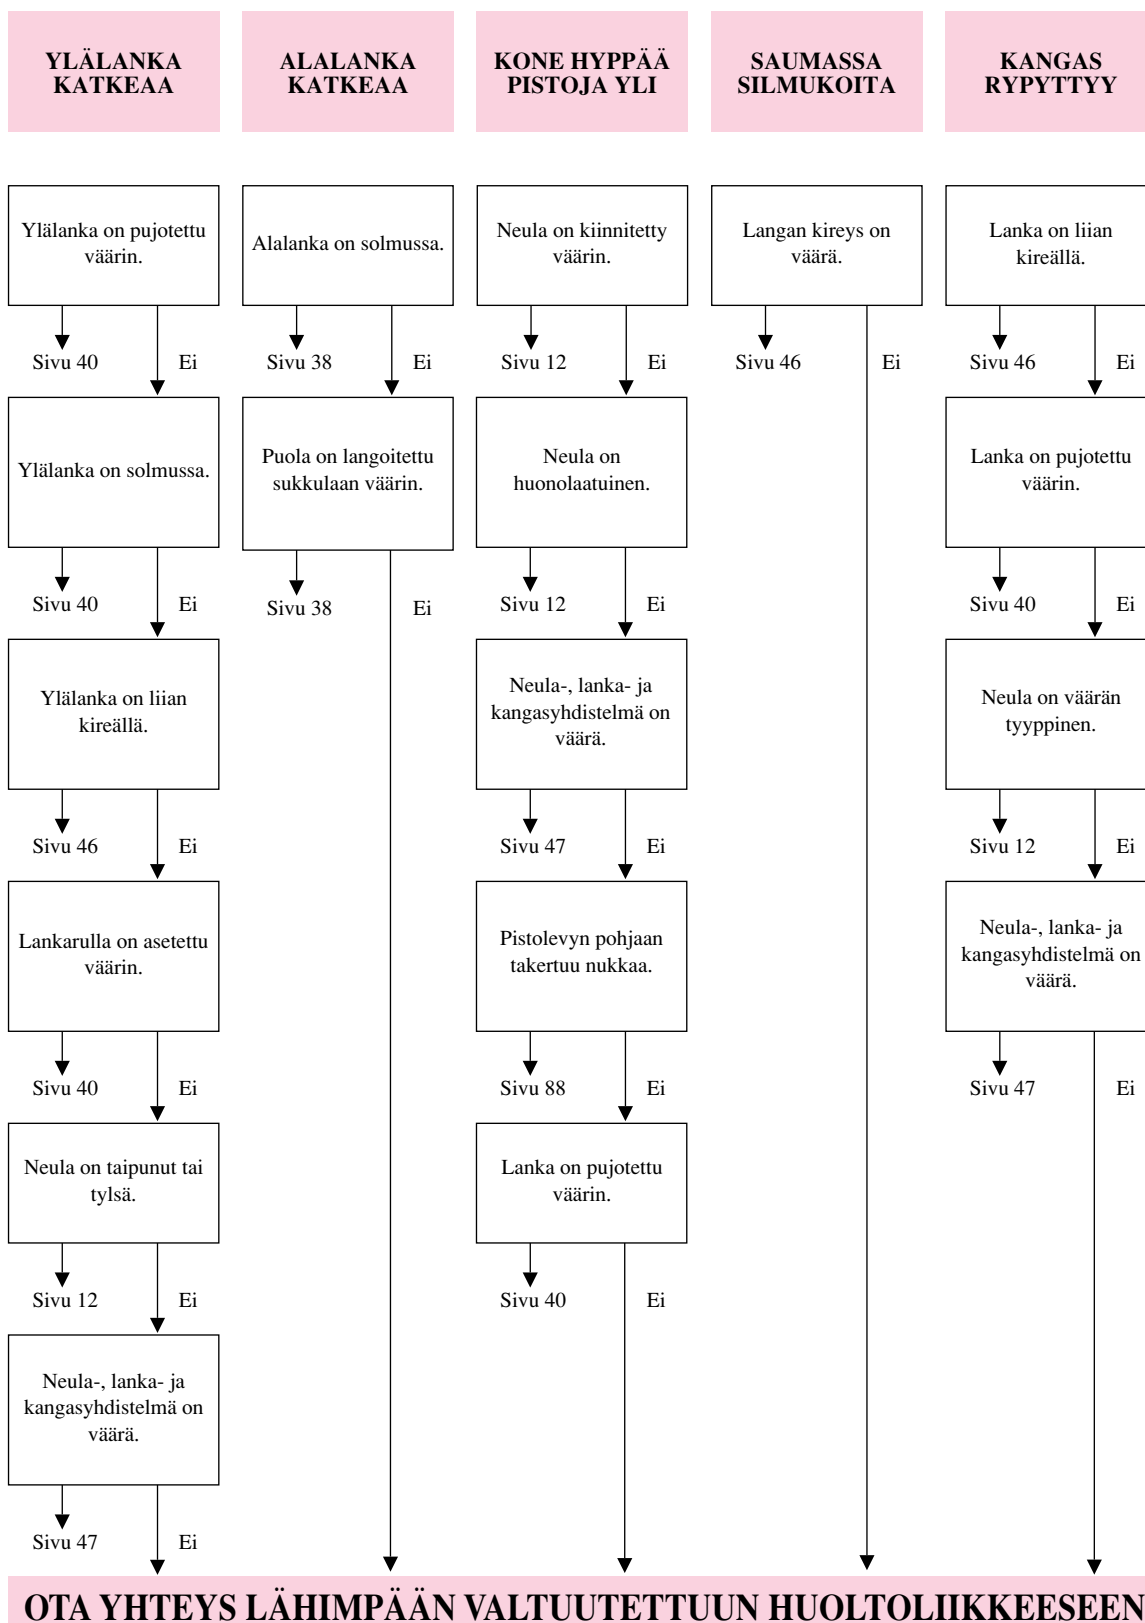 YLÄLANKA
KATKEAA
Ylälanka on pujotettu
väärin.
Sivu 40
Ei
Ylälanka on solmussa.
Sivu 40
Ei
Ylälanka on liian
kireällä.
Sivu 46
Ei
Lankarulla on asetettu
väärin.
Sivu 40
Ei
Neula on taipunut tai
tylsä.
Sivu 12
Ei
Neula-, lanka- ja
kangasyhdistelmä on
väärä.
Sivu 47
Ei
ALALANKA
KATKEAA
Alalanka on solmussa.
Sivu 38
Ei
Puola on langoitettu
sukkulaan väärin.
Sivu 38
Ei
KONE HYPPÄÄ
PISTOJA YLI
Neula on kiinnitetty
väärin.
Sivu 12
Ei
Neula on
huonolaatuinen.
Sivu 12
Ei
Neula-, lanka- ja
kangasyhdistelmä on
väärä.
Sivu 47
Ei
Pistolevyn pohjaan
takertuu nukkaa.
Sivu 88
Ei
Lanka on pujotettu
väärin.
Sivu 40
Ei
SAUMASSA
SILMUKOITA
Langan kireys on
väärä.
Sivu 46
Ei
KANGAS
RYPYTTYY
Lanka on liian
kireällä.
Sivu 46
Ei
Lanka on pujotettu
väärin.
Sivu 40
Ei
Neula on väärän
tyyppinen.
Sivu 12
Ei
Neula-, lanka- ja
kangasyhdistelmä on
väärä.
Sivu 47
Ei
OTA YHTEYS LÄHIMPÄÄN VALTUUTETTUUN HUOLTOLIIKKEESEEN